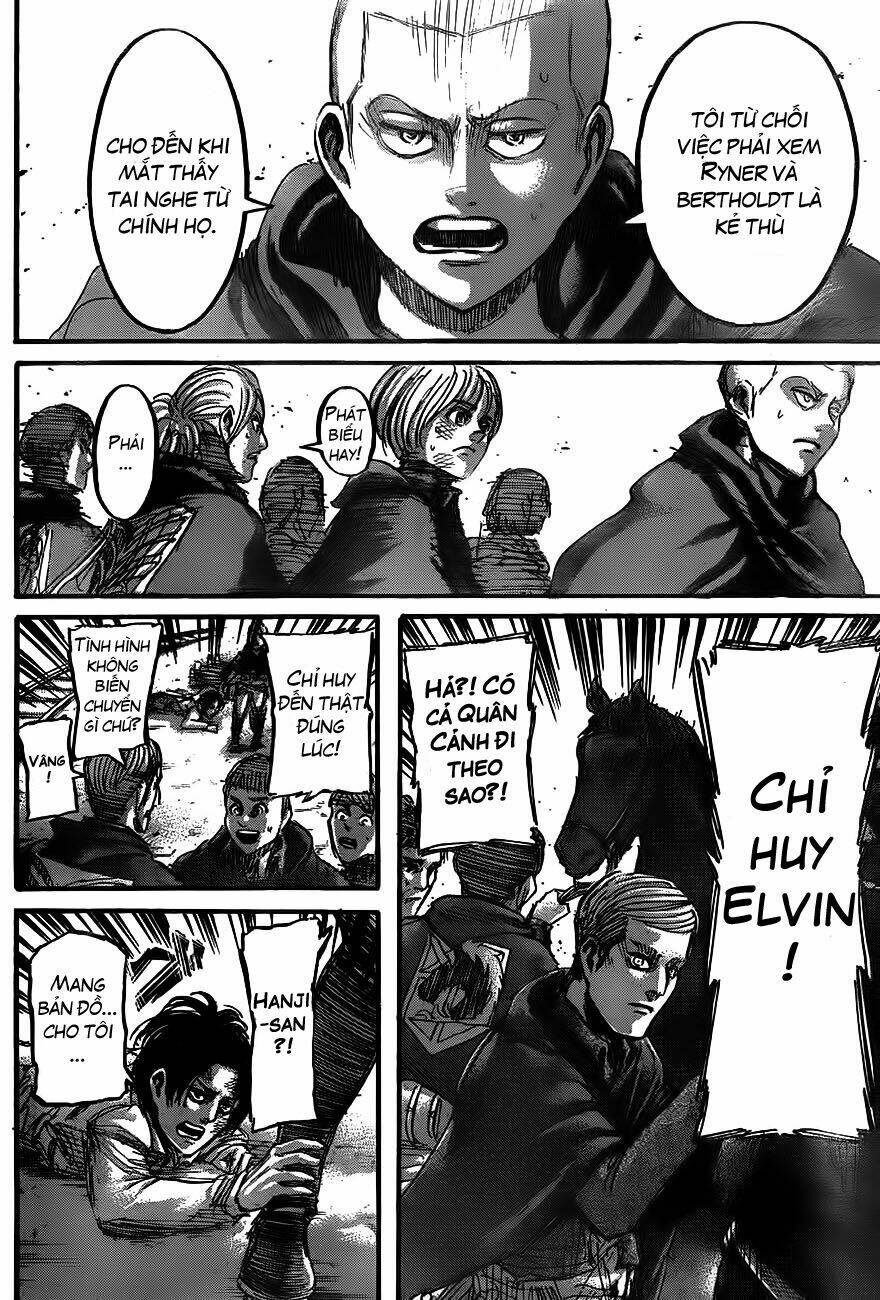 TÔI TỪ CHỐI
VIỆC PHẢI XEM
RYNER VÀ
BERTHOLDT LÀ
KẺ THÙ
CHO ĐẾN KHI
MẮT THẤY
TAI NGHE TỪ
CHÍNH HỌ.
PHÁT
BIỂU
HAY!
PHẢI
...
CHỈ
HUY
ELVIN
!
HẢ?! CÓ
CẢ QUÂN
CẢNH ĐI
THEO
SAO?!
CHỈ HUY
ĐẾN THẬT
ĐÚNG
LÚC!
TÌNH HÌNH
KHÔNG
BIẾN
CHUYỂN
GÌ CHỨ?
VÂNG
!
HANJI
-SAN
?!
MANG
BẢN ĐỒ...
CHO TÔI
...